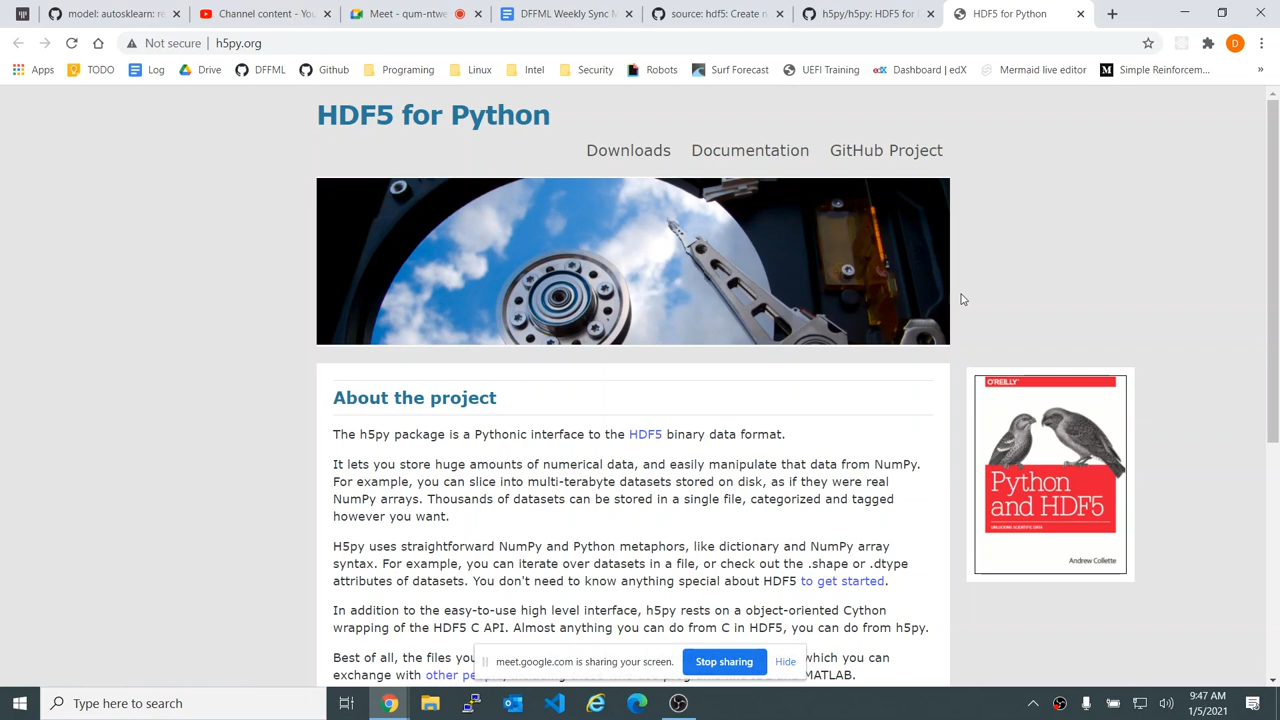 model: autosklearn: re
Channel content - You
Meet - qum-ntwe
DFFML Weekly Sync M
source: hdf5: Create n
h5py/h5py: HDF5 for
HDF5 for Python
Not secure | h5py.org
D
Apps TODO Log Drive DFFML Github Programing Linux Intel Security Robots Surf Forecast UEFI Training edX Dashboard | edX Mermaid live editor M Simple Reinforcem... »
HDF5 for Python
Downloads Documentation GitHub Project
About the project
The h5py package is a Pythonic interface to the HDF5 binary data format.
It lets you store huge amounts of numerical data, and easily manipulate that data from NumPy.
For example, you can slice into multi-terabyte datasets stored on disk, as if they were real
NumPy arrays. Thousands of datasets can be stored in a single file, categorized and tagged
however you want.
H5py uses straightforward NumPy and Python metaphors, like dictionary and NumPy array
syntax. For example, you can iterate over datasets in a file, or check out the .shape or .dtype
attributes of datasets. You don't need to know anything special about HDF5 to get started.
In addition to the easy-to-use high level interface, h5py rests on a object-oriented Cython
wrapping of the HDF5 C API. Almost anything you can do from C in HDF5, you can do from h5py.
Best of all, the files you which you can
exchange with other MATLAB.
O'REILLY
Python
and HDF5
UNLOCKING SCIENTIFIC DATA
Andrew Collette
meet.google.com is sharing your screen. Stop sharing Hide
Type here to search
9:47 AM
1/5/2021